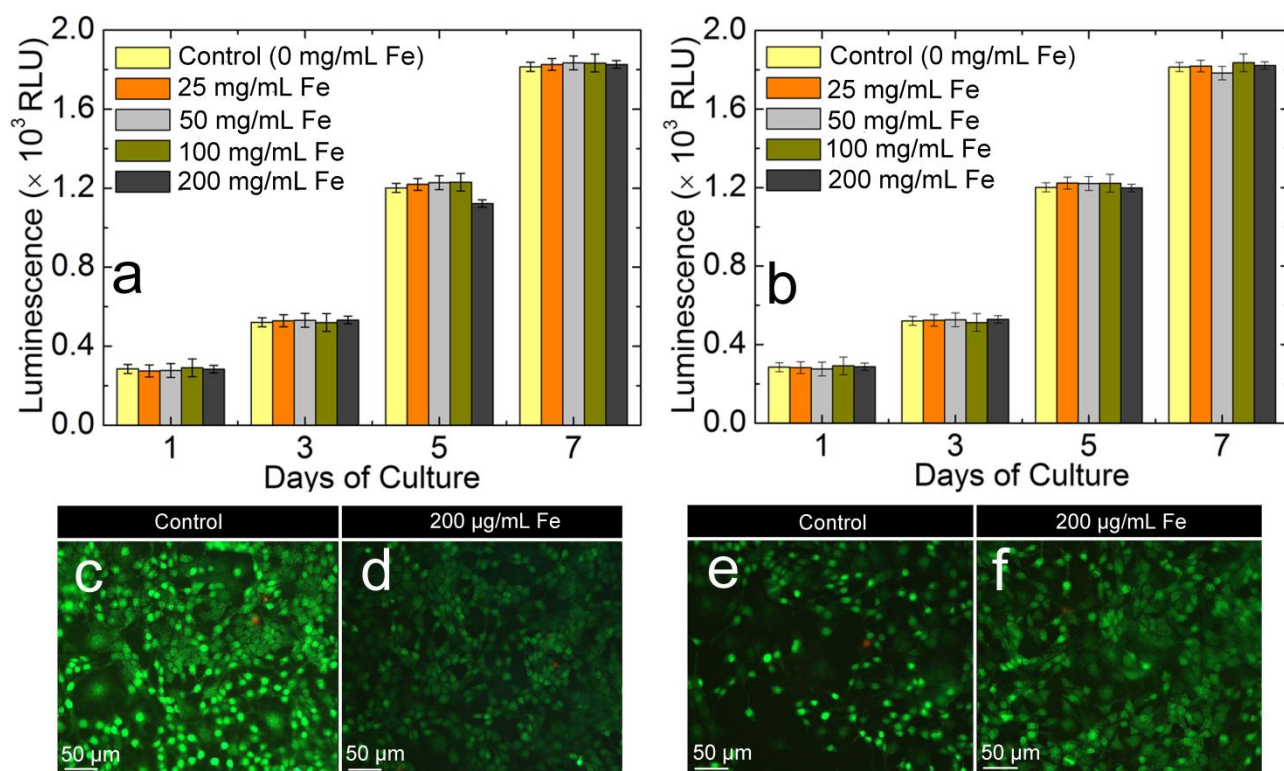 Luminescence (× 10³ RLU)
2.0
1.6
1.2
0.8
0.4
0.0
Control (0 mg/mL Fe)
25 mg/mL Fe
50 mg/mL Fe
100 mg/mL Fe
200 mg/mL Fe
a
1 3 5 7
Days of Culture
Luminescence (× 10³ RLU)
2.0
1.6
1.2
0.8
0.4
0.0
Control (0 mg/mL Fe)
25 mg/mL Fe
50 mg/mL Fe
100 mg/mL Fe
200 mg/mL Fe
b
1 3 5 7
Days of Culture
Control
c
50 µm
200 µg/mL Fe
d
50 µm
Control
e
50 µm
200 µg/mL Fe
f
50 µm